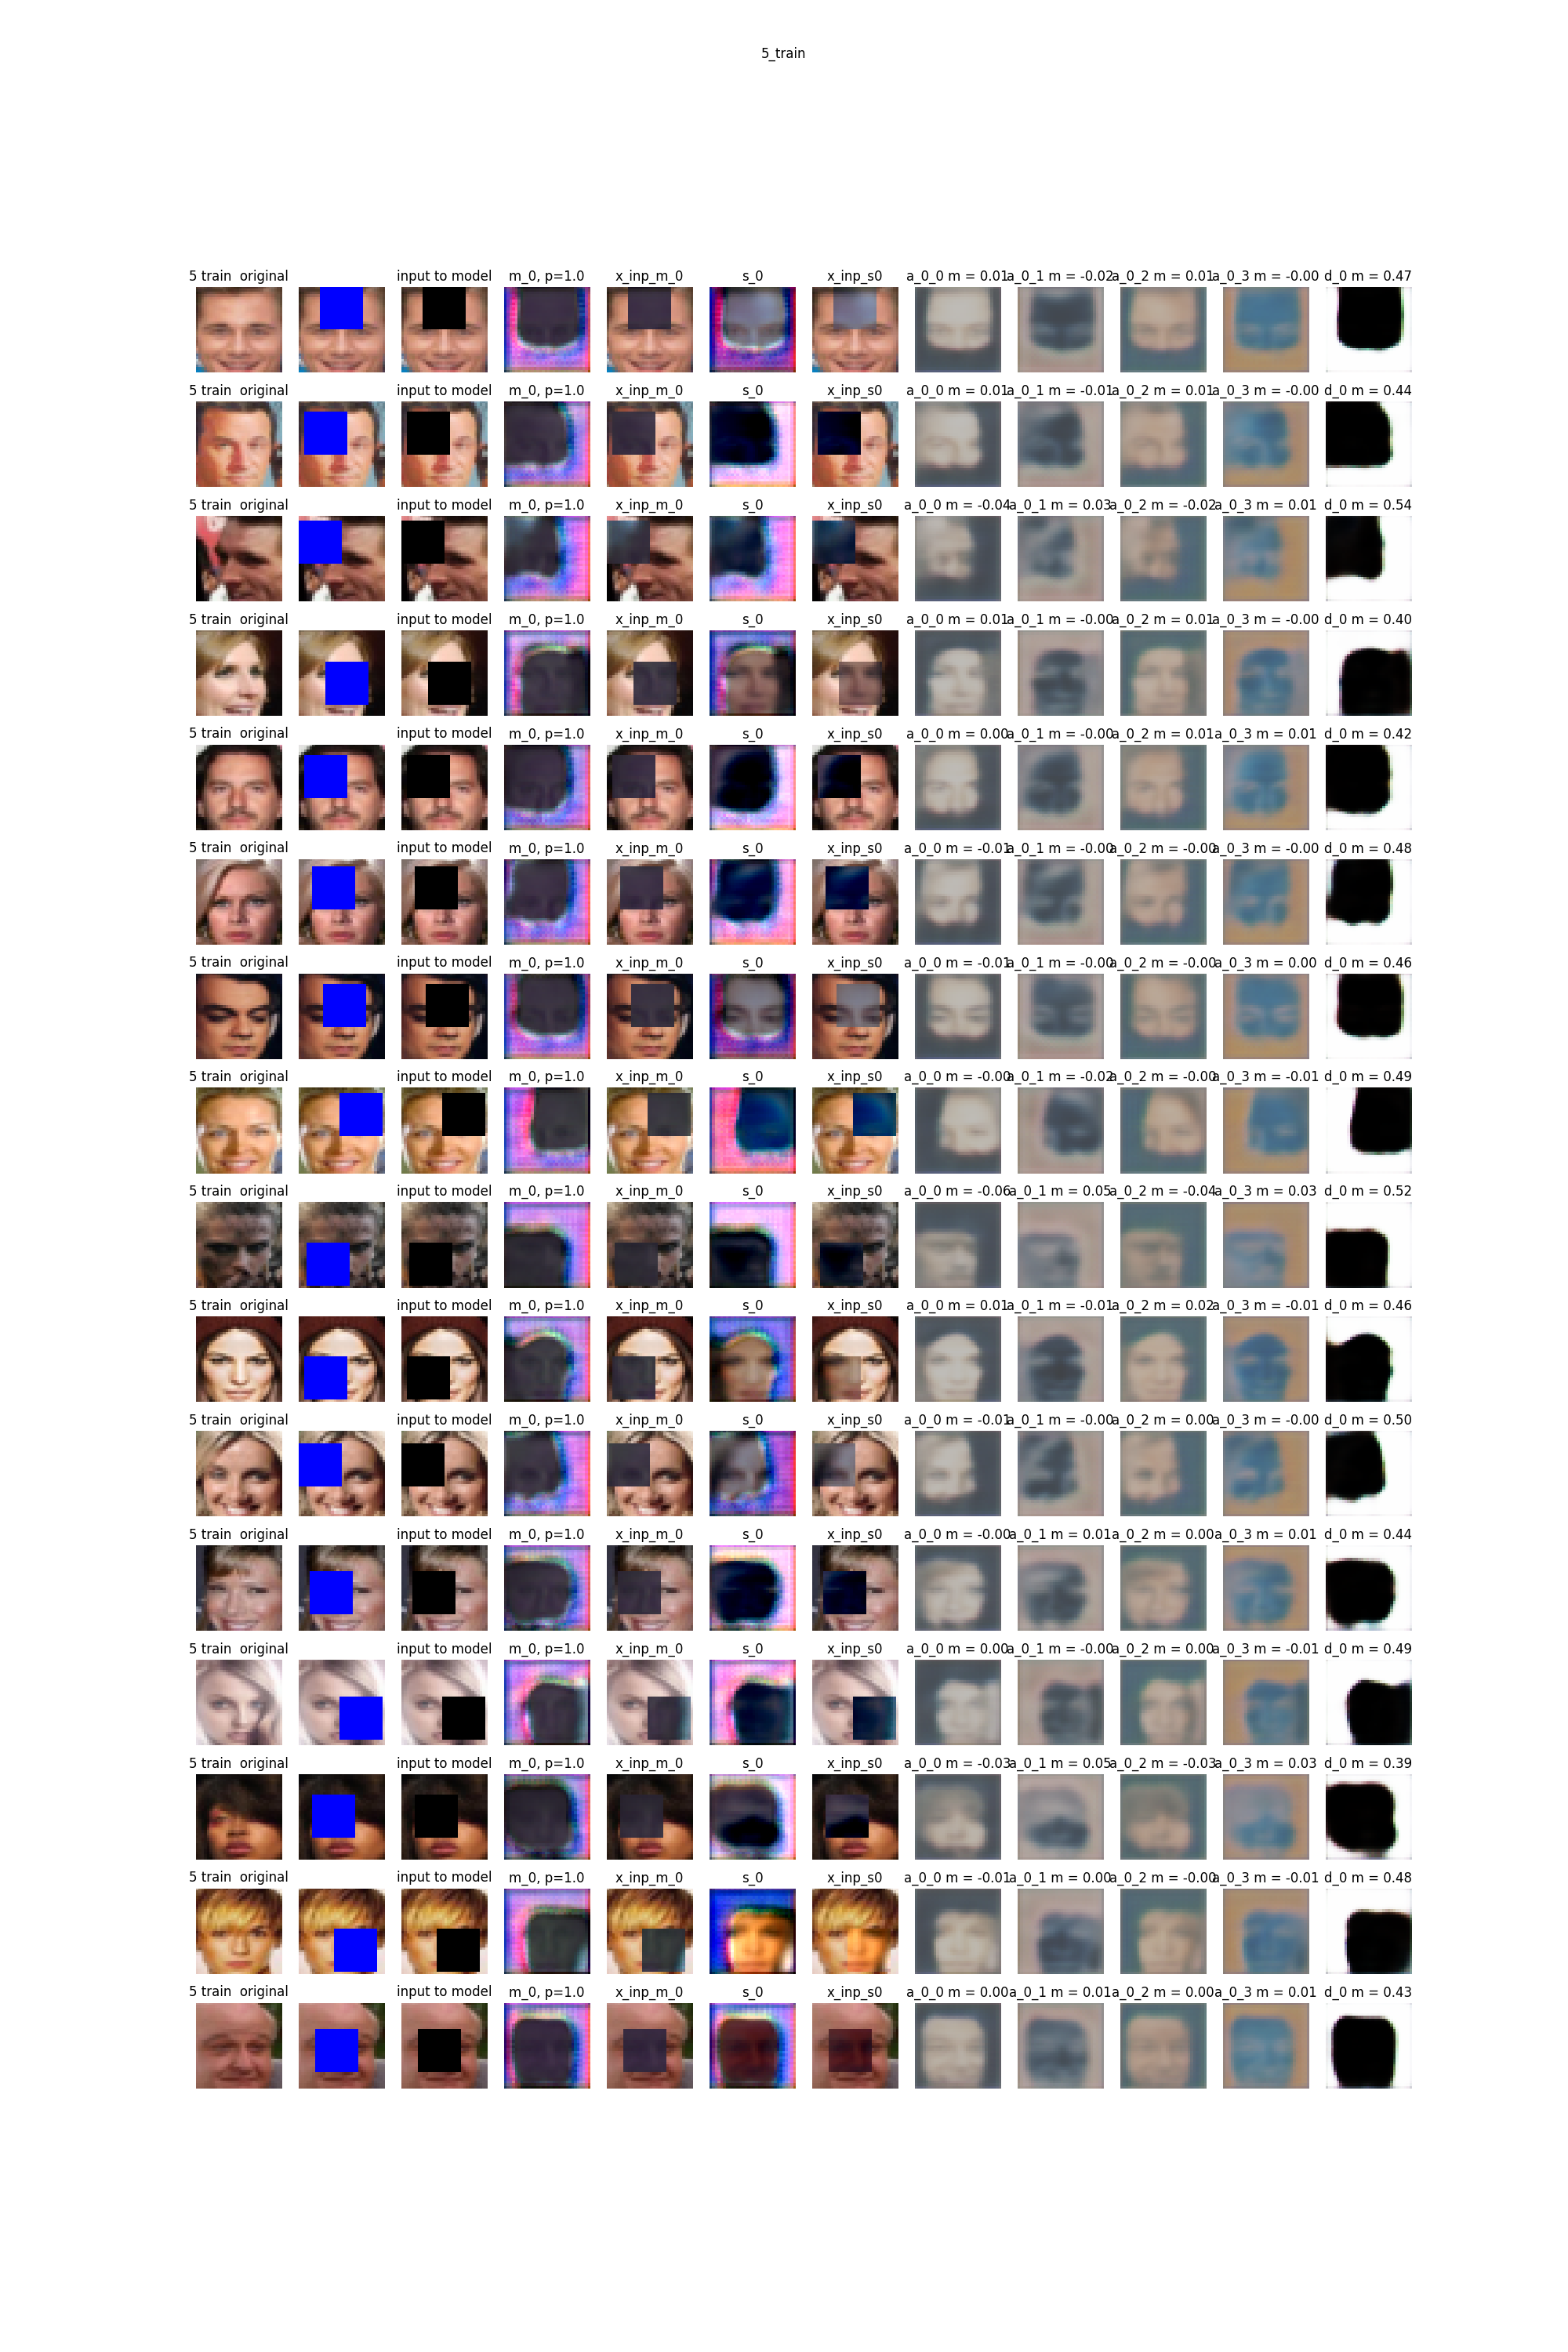 5_train
5 train original input to model m_0, p=1.0 x_inp_m_0 s_0 x_inp_s0 a_0_0 m = 0.01 a_0_1 m = -0.02 a_0_2 m = 0.01 a_0_3 m = -0.00 d_0 m = 0.47
5 train original input to model m_0, p=1.0 x_inp_m_0 s_0 x_inp_s0 a_0_0 m = 0.01 a_0_1 m = -0.01 a_0_2 m = 0.01 a_0_3 m = -0.00 d_0 m = 0.44
5 train original input to model m_0, p=1.0 x_inp_m_0 s_0 x_inp_s0 a_0_0 m = -0.04 a_0_1 m = 0.03 a_0_2 m = -0.02 a_0_3 m = 0.01 d_0 m = 0.54
5 train original input to model m_0, p=1.0 x_inp_m_0 s_0 x_inp_s0 a_0_0 m = 0.01 a_0_1 m = -0.00 a_0_2 m = 0.01 a_0_3 m = -0.00 d_0 m = 0.40
5 train original input to model m_0, p=1.0 x_inp_m_0 s_0 x_inp_s0 a_0_0 m = 0.00 a_0_1 m = -0.00 a_0_2 m = 0.01 a_0_3 m = 0.01 d_0 m = 0.42
5 train original input to model m_0, p=1.0 x_inp_m_0 s_0 x_inp_s0 a_0_0 m = -0.01 a_0_1 m = -0.00 a_0_2 m = -0.00 a_0_3 m = -0.00 d_0 m = 0.48
5 train original input to model m_0, p=1.0 x_inp_m_0 s_0 x_inp_s0 a_0_0 m = -0.01 a_0_1 m = -0.00 a_0_2 m = -0.00 a_0_3 m = 0.00 d_0 m = 0.46
5 train original input to model m_0, p=1.0 x_inp_m_0 s_0 x_inp_s0 a_0_0 m = -0.00 a_0_1 m = -0.02 a_0_2 m = -0.00 a_0_3 m = -0.01 d_0 m = 0.49
5 train original input to model m_0, p=1.0 x_inp_m_0 s_0 x_inp_s0 a_0_0 m = -0.06 a_0_1 m = 0.05 a_0_2 m = -0.04 a_0_3 m = 0.03 d_0 m = 0.52
5 train original input to model m_0, p=1.0 x_inp_m_0 s_0 x_inp_s0 a_0_0 m = 0.01 a_0_1 m = -0.01 a_0_2 m = 0.02 a_0_3 m = -0.01 d_0 m = 0.46
5 train original input to model m_0, p=1.0 x_inp_m_0 s_0 x_inp_s0 a_0_0 m = -0.01 a_0_1 m = -0.00 a_0_2 m = 0.00 a_0_3 m = -0.00 d_0 m = 0.50
5 train original input to model m_0, p=1.0 x_inp_m_0 s_0 x_inp_s0 a_0_0 m = -0.00 a_0_1 m = 0.01 a_0_2 m = 0.00 a_0_3 m = 0.01 d_0 m = 0.44
5 train original input to model m_0, p=1.0 x_inp_m_0 s_0 x_inp_s0 a_0_0 m = 0.00 a_0_1 m = -0.00 a_0_2 m = 0.00 a_0_3 m = -0.01 d_0 m = 0.49
5 train original input to model m_0, p=1.0 x_inp_m_0 s_0 x_inp_s0 a_0_0 m = -0.03 a_0_1 m = 0.05 a_0_2 m = -0.03 a_0_3 m = 0.03 d_0 m = 0.39
5 train original input to model m_0, p=1.0 x_inp_m_0 s_0 x_inp_s0 a_0_0 m = -0.01 a_0_1 m = 0.00 a_0_2 m = -0.00 a_0_3 m = -0.01 d_0 m = 0.48
5 train original input to model m_0, p=1.0 x_inp_m_0 s_0 x_inp_s0 a_0_0 m = 0.00 a_0_1 m = 0.01 a_0_2 m = 0.00 a_0_3 m = 0.01 d_0 m = 0.43